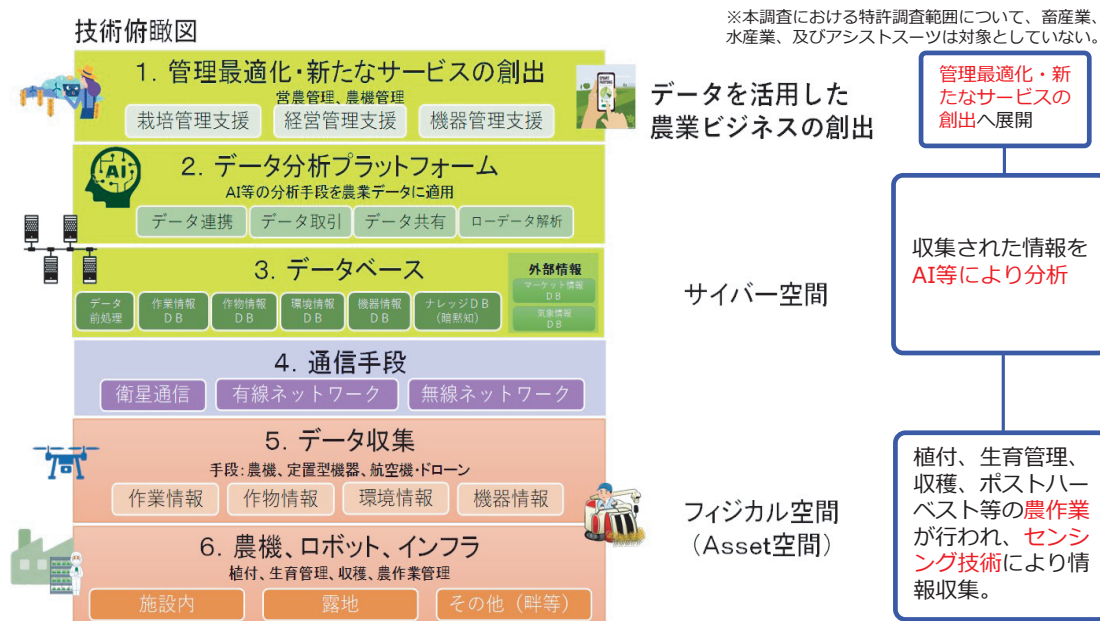 技術俯瞰図
※本調査における特許調査範囲について、畜産業、
水産業、及びアシストスーツは対象としていない。
1. 管理最適化・新たなサービスの創出
営農管理、農機管理
栽培管理支援
経営管理支援
機器管理支援
データを活用した
農業ビジネスの創出
管理最適化・新
たなサービスの
創出へ展開
AI
2. データ分析プラットフォーム
AI等の分析手段を農業データに適用
データ連携
データ取引
データ共有
ローデータ解析
3. データベース
データ
前処理
作業情報
DB
作物情報
DB
環境情報
DB
機器情報
DB
ナレッジDB
(暗黙知)
外部情報
マーケット情報
DB
気象情報
DB
サイバー空間
収集された情報を
AI等により分析
4. 通信手段
衛星通信
有線ネットワーク
無線ネットワーク
5. データ収集
手段:農機、定置型機器、航空機・ドローン
作業情報
作物情報
環境情報
機器情報
フィジカル空間
(Asset空間)
6. 農機、ロボット、インフラ
植付、生育管理、収穫、農作業管理
施設内
露地
その他(畔等)
植付、生育管理、
収穫、ポストハー
ベスト等の農作業
が行われ、センシ
ング技術により情
報収集。